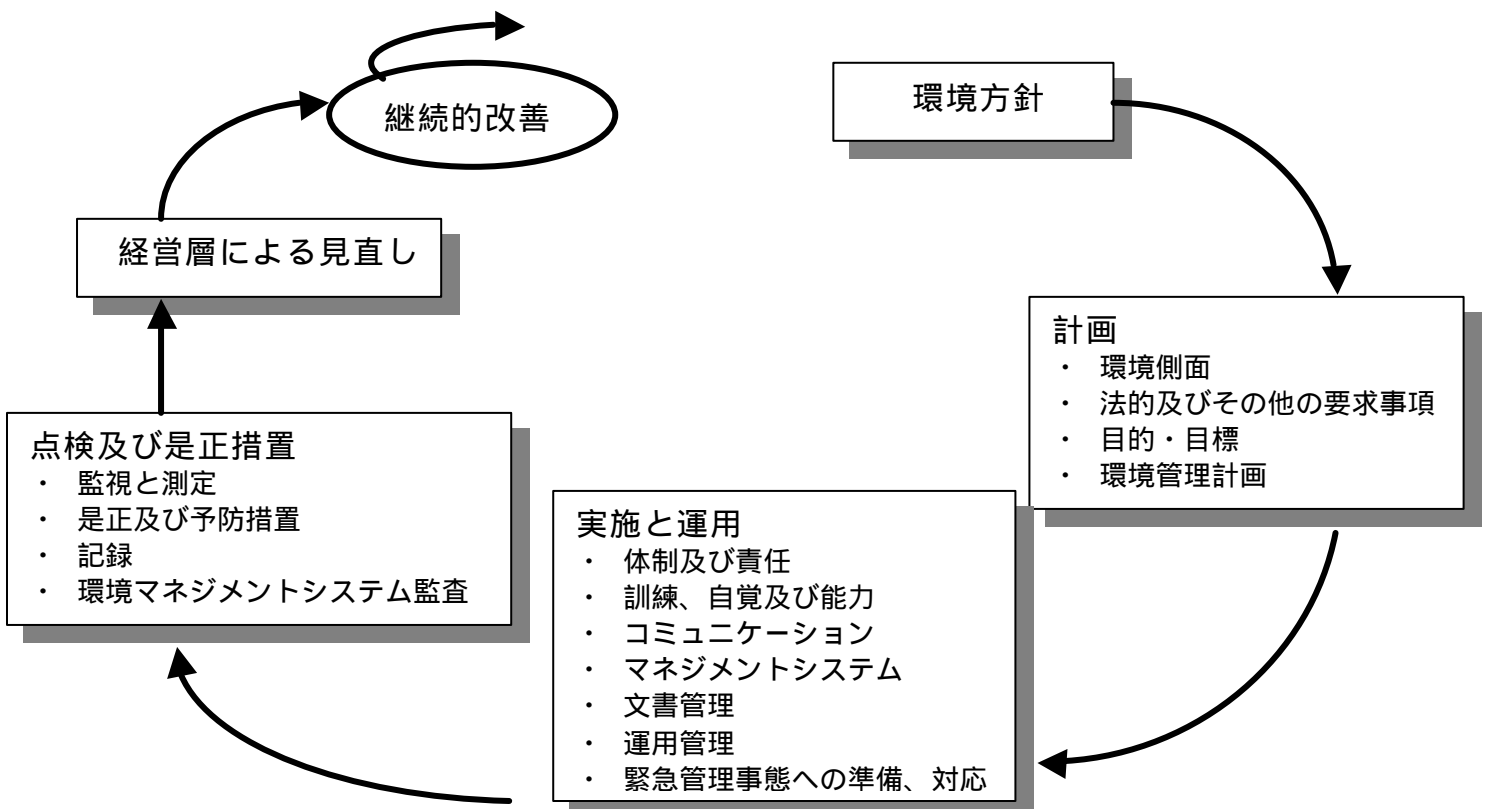 継続的改善
環境方針
経営層による見直し
計画
・ 環境側面
・ 法的及びその他の要求事項
・ 目的・目標
・ 環境管理計画
点検及び是正措置
・ 監視と測定
・ 是正及び予防措置
・ 記録
・ 環境マネジメントシステム監査
実施と運用
・ 体制及び責任
・ 訓練、自覚及び能力
・ コミュニケーション
・ マネジメントシステム
・ 文書管理
・ 運用管理
・ 緊急管理事態への準備、対応